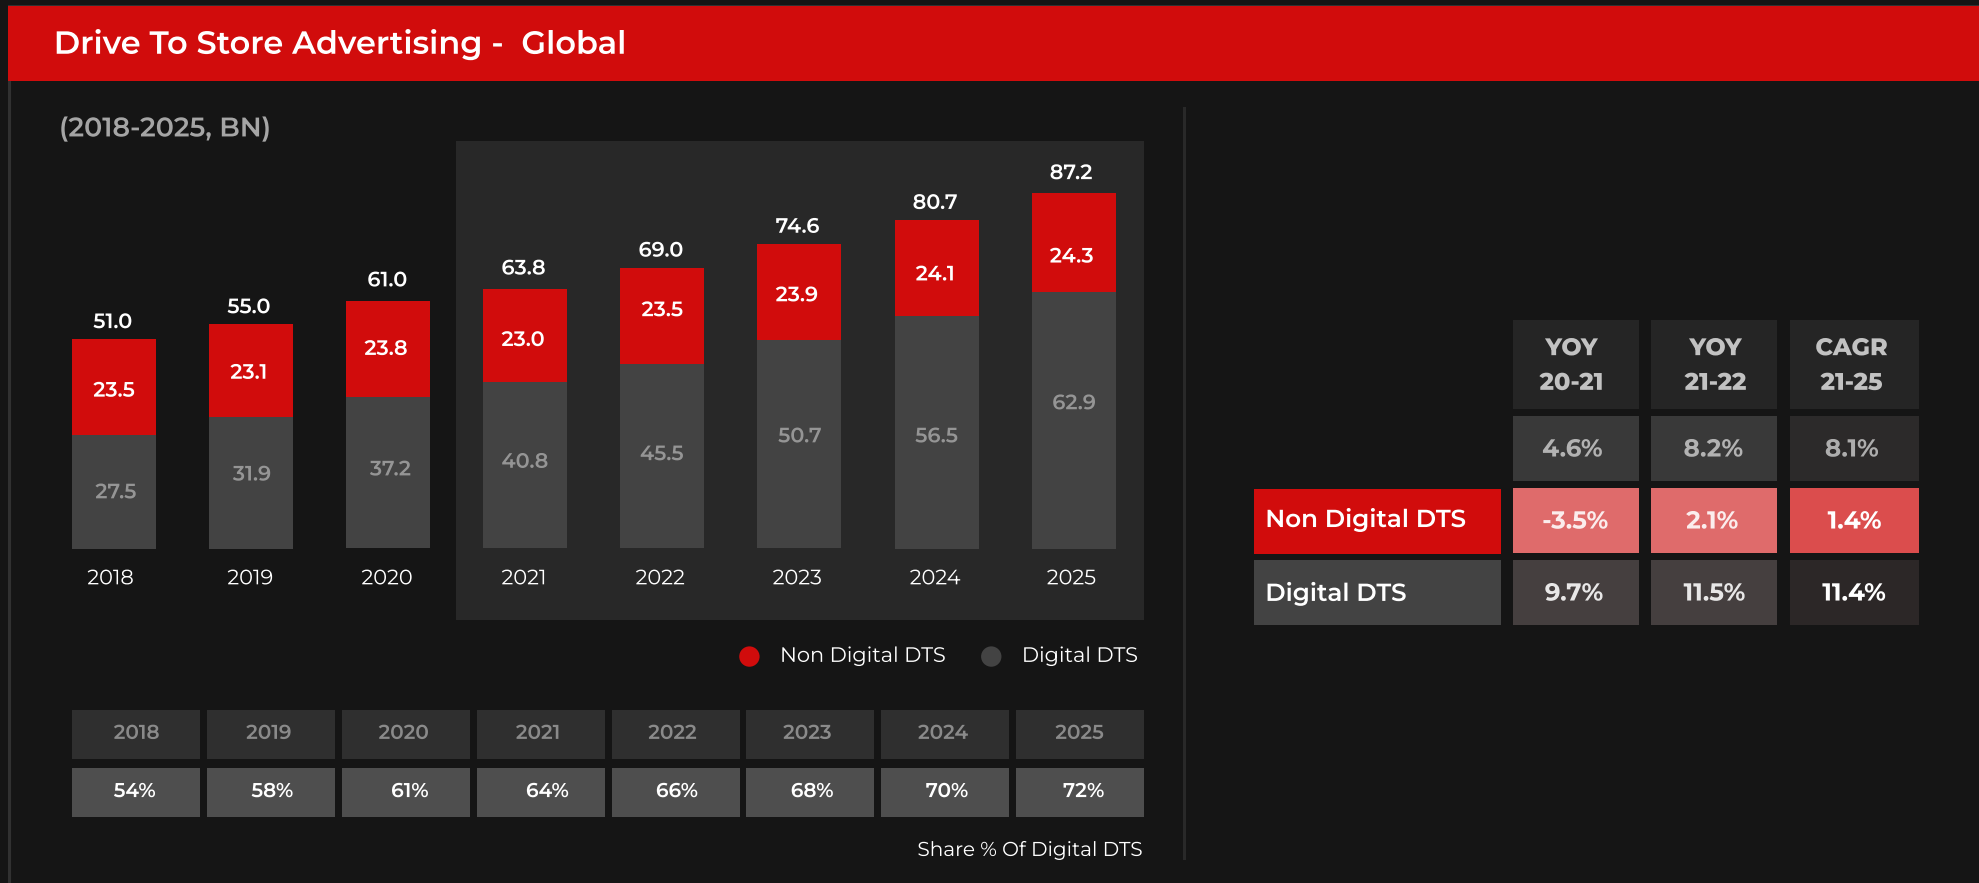 Drive To Store Advertising - Global
(2018-2025, BN)
51.0 55.0 61.0 63.8 69.0 74.6 80.7 87.2
23.5 23.1 23.8 23.0 23.5 23.9 24.1 24.3
27.5 31.9 37.2 40.8 45.5 50.7 56.5 62.9
2018 2019 2020 2021 2022 2023 2024 2025
Non Digital DTS Digital DTS
2018 2019 2020 2021 2022 2023 2024 2025
54% 58% 61% 64% 66% 68% 70% 72%
Share % Of Digital DTS
YOY YOY CAGR
20-21 21-22 21-25
4.6% 8.2% 8.1%
Non Digital DTS -3.5% 2.1% 1.4%
Digital DTS 9.7% 11.5% 11.4%